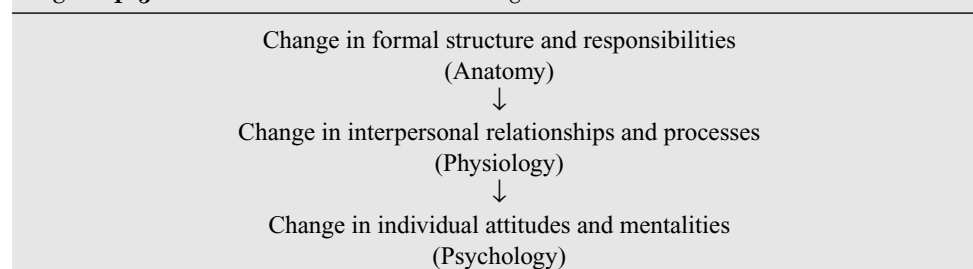 Change in formal structure and responsibilities
(Anatomy)
↓
Change in interpersonal relationships and processes
(Physiology)
↓
Change in individual attitudes and mentalities
(Psychology)